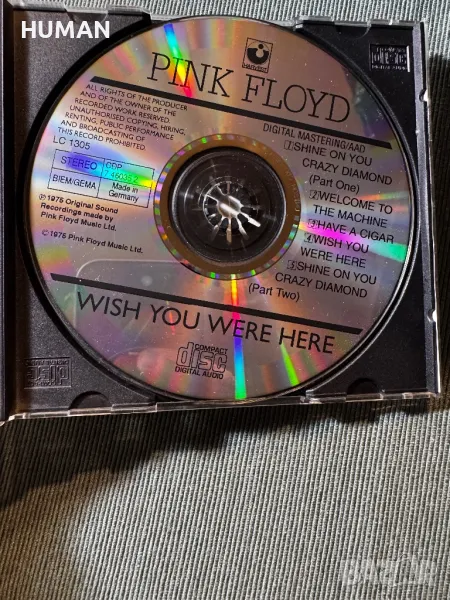 HUMAN
PINK FLOYD
HARVEST
ALL RIGHTS OF THE PRODUCER
AND OF THE OWNER OF THE
RECORDED WORK RESERVED.
UNAUTHORISED COPYING, HIRING,
RENTING, PUBLIC PERFORMANCE
AND BROADCASTING OF
THIS RECORD PROHIBITED.
LC 1305
STEREO
CDP
BIEM/GEMA
Made in
Germany
℗ 1975 Original Sound
Recordings made by
Pink Floyd Music Ltd.
© 1975 Pink Floyd Music Ltd.
DIGITAL MASTERING/AAD
1 SHINE ON YOU
CRAZY DIAMOND
(Part One)
2 WELCOME TO
THE MACHINE
3 HAVE A CIGAR
4 WISH YOU
WERE HERE
5 SHINE ON YOU
CRAZY DIAMOND
(Part Two)
WISH YOU WERE HERE
COMPACT
disc
DIGITAL AUDIO
disc